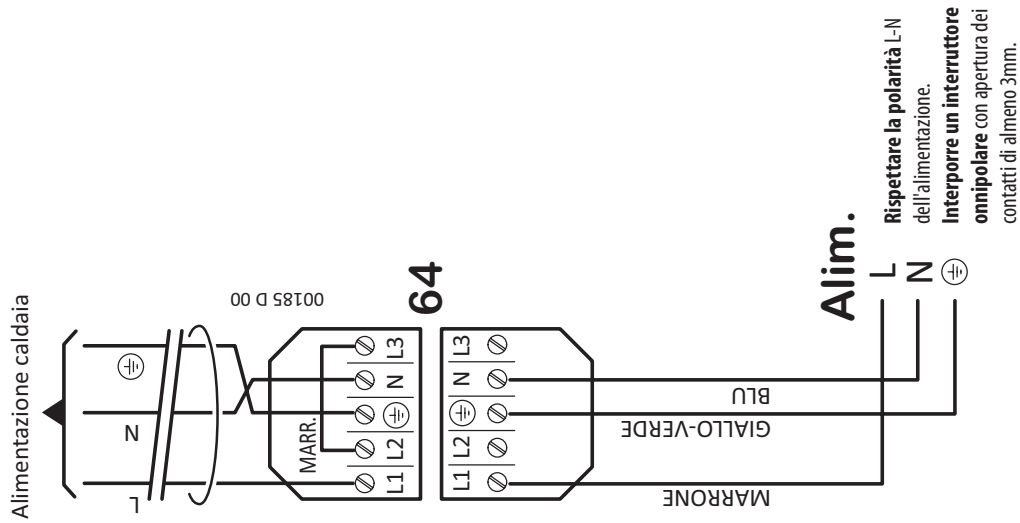 Alimentazione caldaia
L
N
00185 D 00
MARR.
L1 L2 N L3
64
L1 L2 N L3
MARRONE
GIALLO-VERDE
BLU
Alim.
L
N
Rispettare la polarità L-N
dell'alimentazione.
Interporre un interruttore
onnipolare con apertura dei
contatti di almeno 3mm.